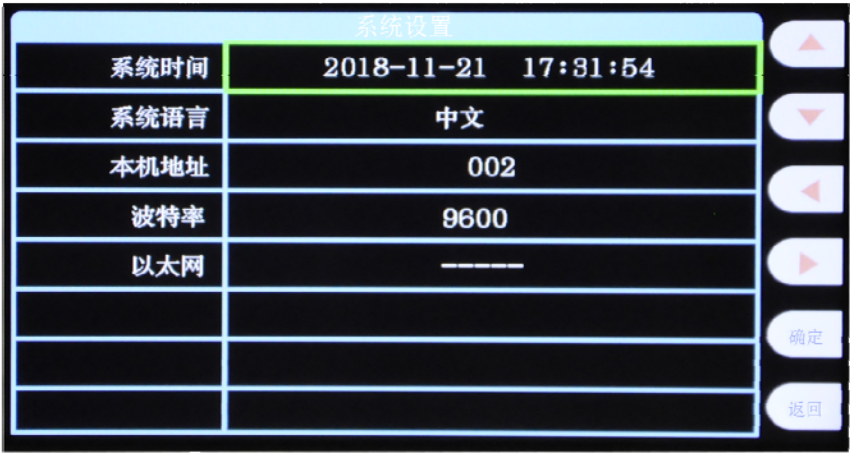 系统设置
系统时间 2018-11-21 17:31:54
系统语言 中文
本机地址 002
波特率 9600
以太网 -----
确定
返回